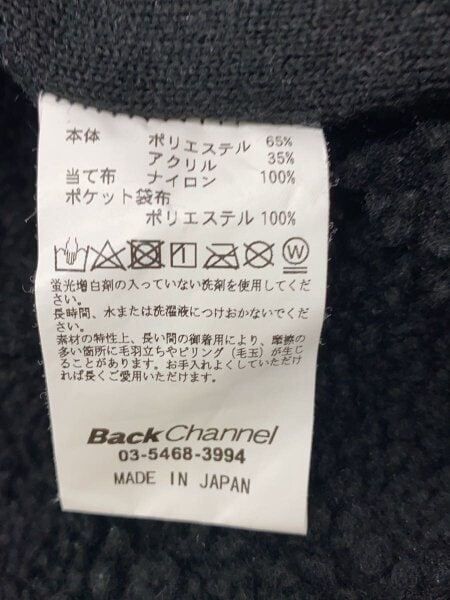 本体 ポリエステル 65%
アクリル 35%
当て布 ナイロン 100%
ポケット袋布
ポリエステル 100%
W
蛍光増白剤の入っていない洗剤を使用してくだ
さい。
長時間、水または洗濯液につけおかないでくだ
さい。
素材の特性上、長い間の御着用により、摩擦の
多い箇所に毛羽立ちやピリング(毛玉)が生じ
ることがあります。お手入れよくしていただけ
れば長くご愛用いただけます。
BackChannel
03-5468-3994
MADE IN JAPAN